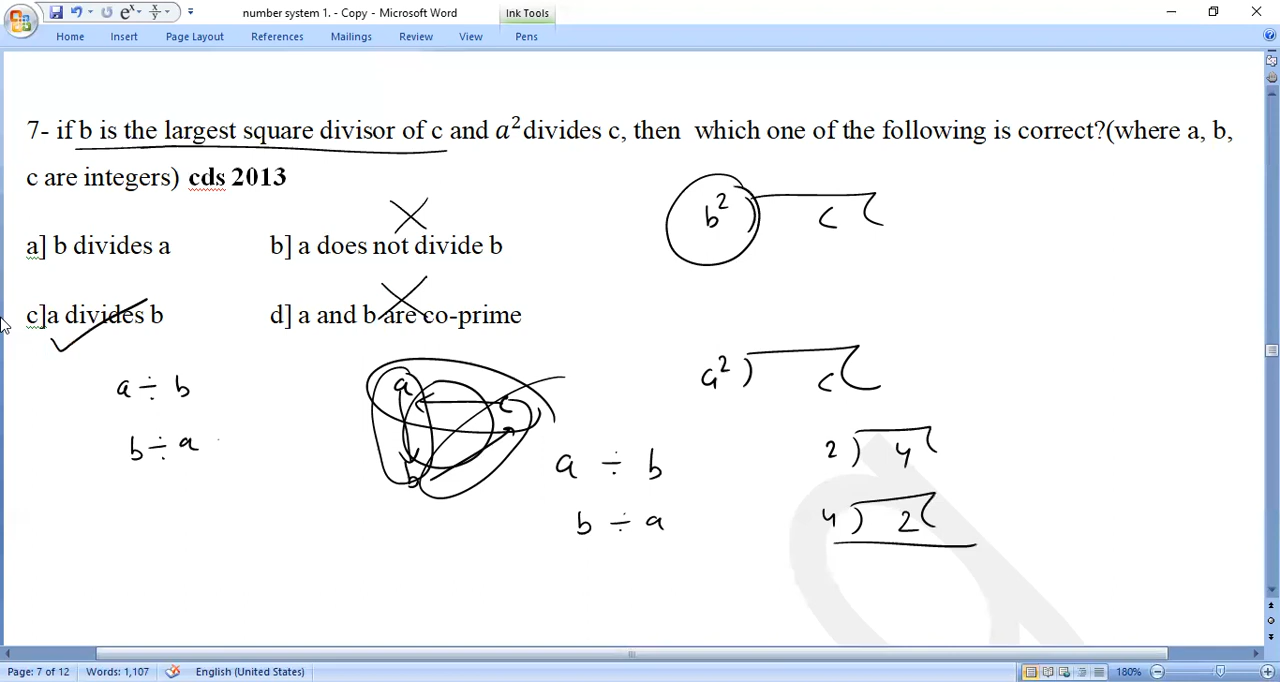 number system 1. - Copy - Microsoft Word
Ink Tools
Home Insert Page Layout References Mailings Review View Pens
7- if b is the largest square divisor of c and a² divides c, then which one of the following is correct?(where a, b,
c are integers) cds 2013
b² ) c (
a] b divides a b] a does not divide b
c]a divides b d] a and b are co-prime
a² ) c (
a ÷ b
a c
b ÷ a
b
a ÷ b
2 ) 4 (
b ÷ a
4 ) 2 (
Page: 7 of 12 Words: 1,107 English (United States) 180%